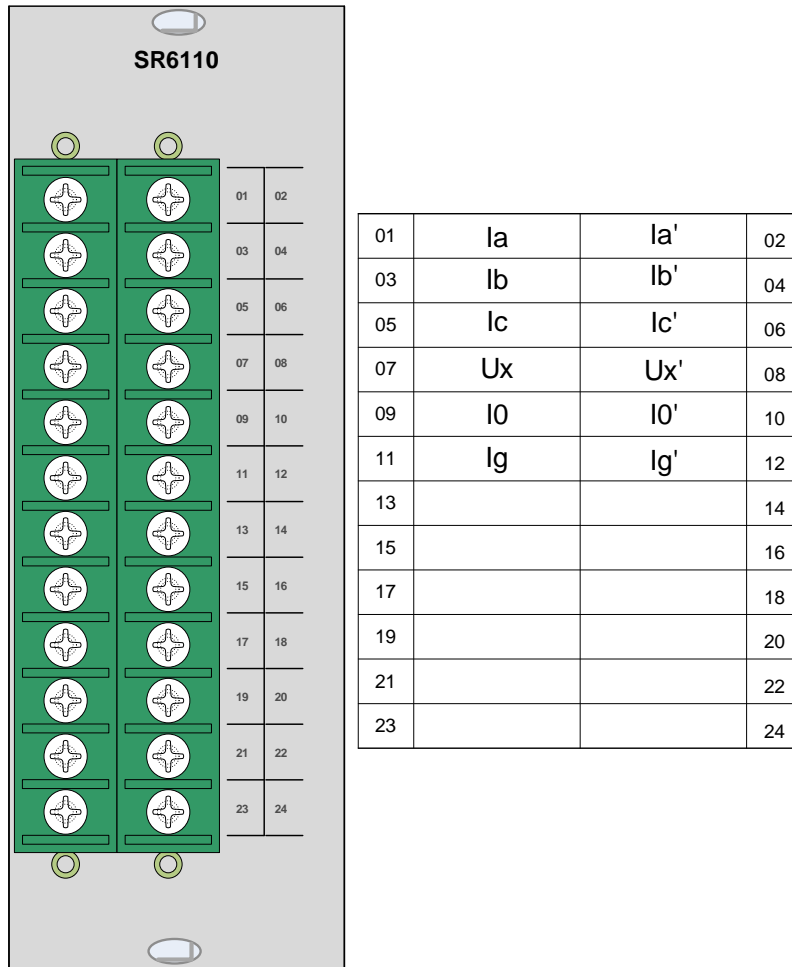 SR6110
01 02
03 04
05 06
07 08
09 10
11 12
13 14
15 16
17 18
19 20
21 22
23 24
01 Ia Ia' 02
03 Ib Ib' 04
05 Ic Ic' 06
07 Ux Ux' 08
09 I0 I0' 10
11 Ig Ig' 12
13 14
15 16
17 18
19 20
21 22
23 24